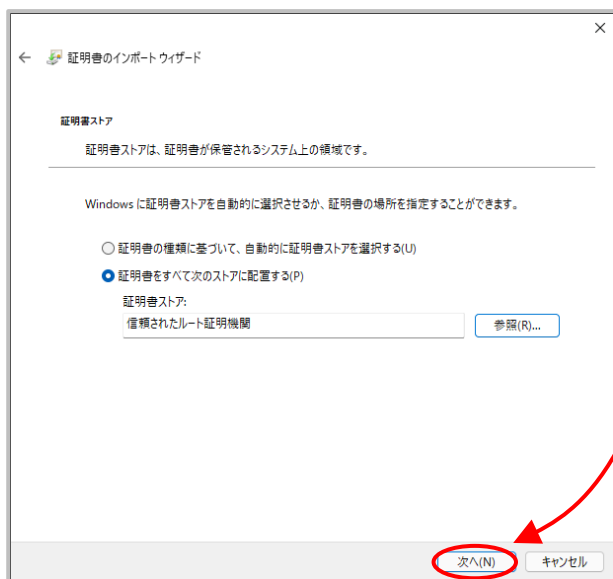 証明書のインポート ウィザード
証明書ストア
証明書ストアは、証明書が保管されるシステム上の領域です。
Windows に証明書ストアを自動的に選択させるか、証明書の場所を指定することができます。
証明書の種類に基づいて、自動的に証明書ストアを選択する(U)
証明書をすべて次のストアに配置する(P)
証明書ストア:
信頼されたルート証明機関
参照(R)...
次へ(N)
キャンセル